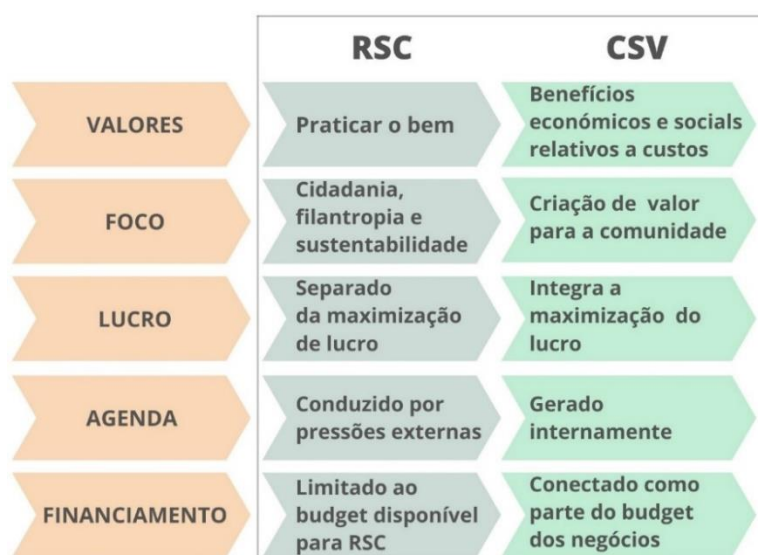 RSC
CSV
VALORES
Praticar o bem
Benefícios
económicos e socials
relativos a custos
FOCO
Cidadania,
filantropia e
sustentabilidade
Criação de valor
para a comunidade
LUCRO
Separado
da maximização
de lucro
Integra a
maximização do
lucro
AGENDA
Conduzido por
pressões externas
Gerado
internamente
FINANCIAMENTO
Limitado ao
budget disponível
para RSC
Conectado como
parte do budget
dos negócios